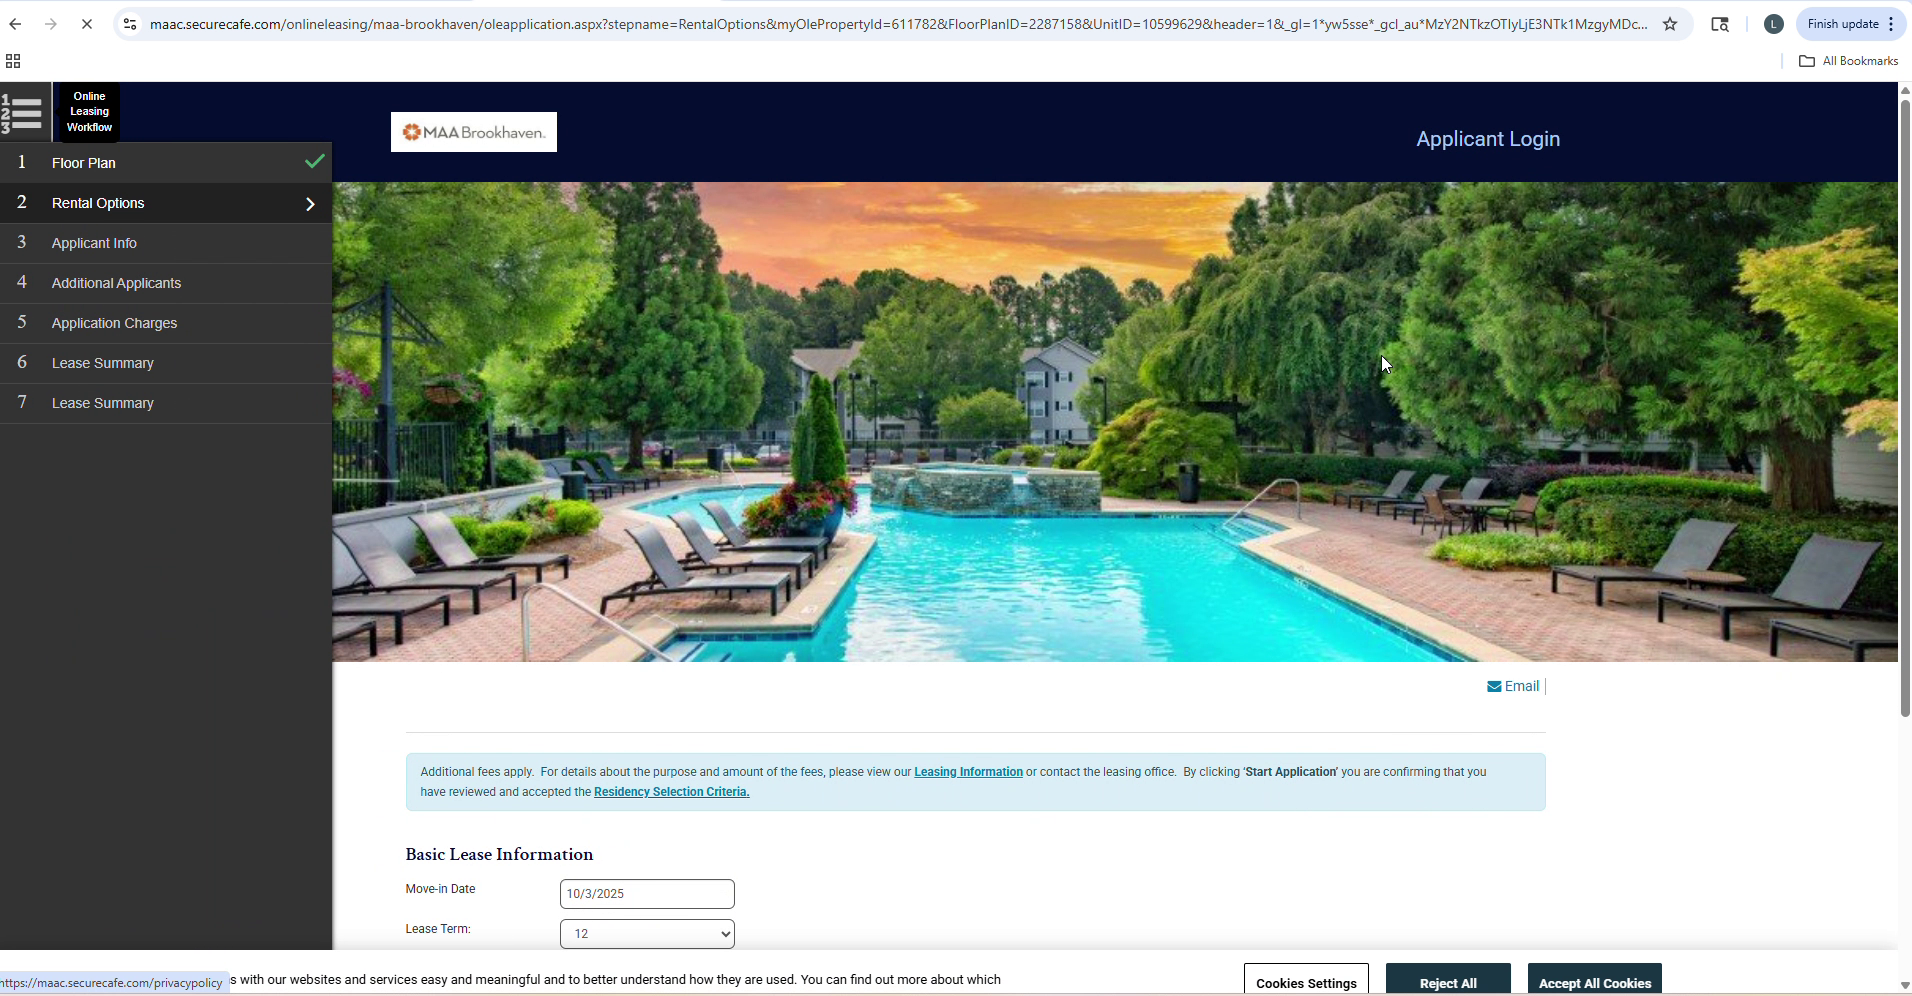 maac.securecafe.com/onlineleasing/maa-brookhaven/oleapplication.aspx?stepname=RentalOptions&myOlePropertyId=611782&FloorPlanID=2287158&UnitID=10599629&header=1&_gl=1*yw5sse*_gcl_au*MzY2NTkzOTIyLjE3NTk1MzgyMDc...
L
Finish update
All Bookmarks
1
2
3
Online
Leasing
Workflow
MAA Brookhaven.
Applicant Login
1 Floor Plan
2 Rental Options
3 Applicant Info
4 Additional Applicants
5 Application Charges
6 Lease Summary
7 Lease Summary
Email
Additional fees apply. For details about the purpose and amount of the fees, please view our Leasing Information or contact the leasing office. By clicking 'Start Application' you are confirming that you
have reviewed and accepted the Residency Selection Criteria.
Basic Lease Information
Move-in Date 10/3/2025
Lease Term: 12
https://maac.securecafe.com/privacypolicy
s with our websites and services easy and meaningful and to better understand how they are used. You can find out more about which
Cookies Settings Reject All Accept All Cookies